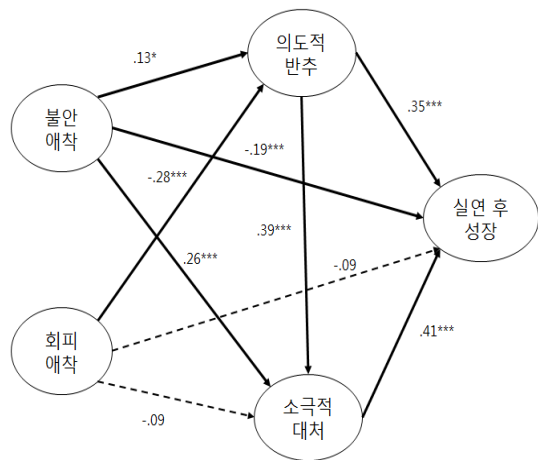 의도적
반추
.13*
불안
애착
.35***
-.19***
-.28***
실연 후
성장
.39***
.26***
-.09
회피
애착
.41***
소극적
대처
-.09